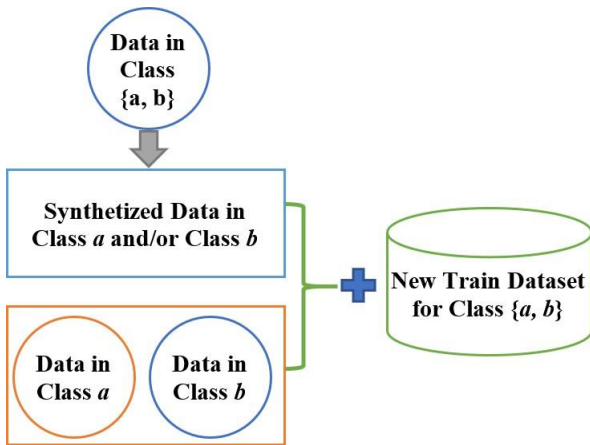 Data in
Class
{a, b}
Synthetized Data in
Class a and/or Class b
Data in
Class a
Data in
Class b
New Train Dataset
for Class {a, b}